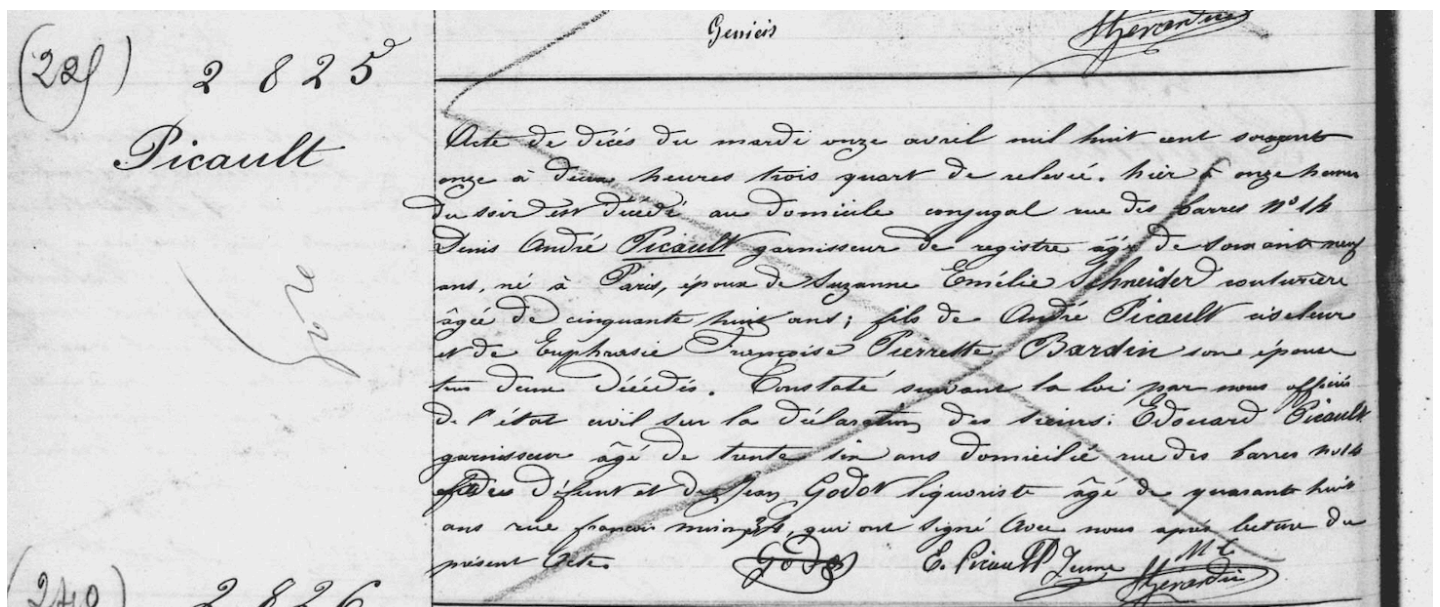 Genieis
(229) 2825
Picault
Acte de décès du mardi onze avril mil huit cent soixante
onze à deux heures trois quart de relevée. hier à onze heures
du soir est décédé au domicile conjugal rue des barres nº 14
Denis André Picault garnisseur de registre âgé de soixante neuf
ans, né à Paris, époux de Suzanne Emélie Schneider couturière
âgée de cinquante huit ans; fils de André Picault ciseleur
et de Euphrasie Françoise Pierrette Bardin son épouse
tous deux décédés. Constaté suivant la loi par nous officier
de l'état civil sur la déclaration des sieurs: Edouard Picault
garnisseur âgé de trente six ans domicilié rue des barres nº 14
fils du défunt et de Jean Godot liquoriste âgé de quarante huit
ans rue françois miron, qui ont signé avec nous après lecture du
présent acte.
Godot E. Picault Jeune
(240) 2826